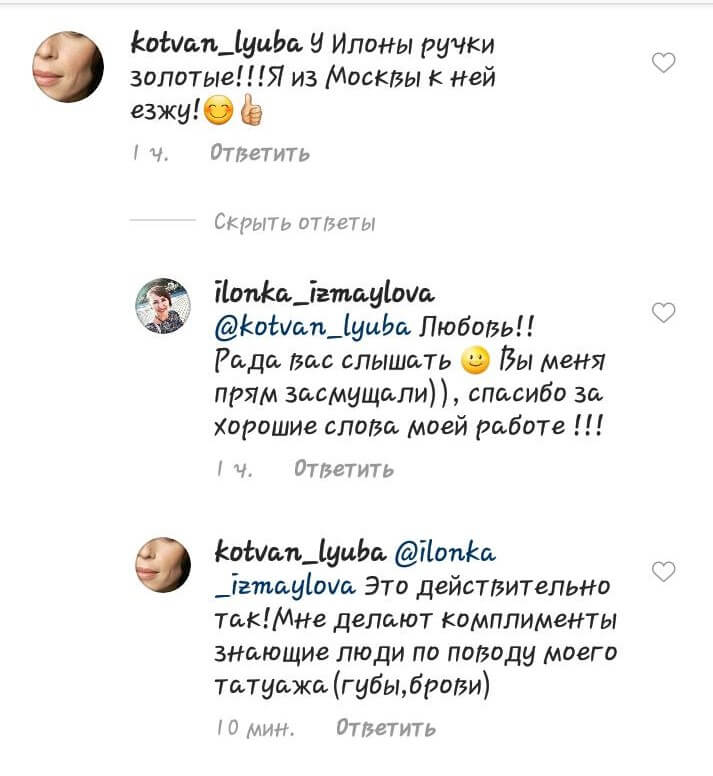 kotvan_lyuba У Илоны ручки
золотые!!!Я из Москвы к ней
езжу!😊👍
1 ч. Ответить
Скрыть ответы
ilonka_izmaylova
@kotvan_lyuba Любовь!!
Рада вас слышать 🙂 Вы меня
прям засмущали)), спасибо за
хорошие слова моей работе !!!
1 ч. Ответить
kotvan_lyuba @ilonka
_izmaylova Это действительно
так!Мне делают комплименты
знающие люди по поводу моего
татуажа(губы,брови)
10 мин. Ответить